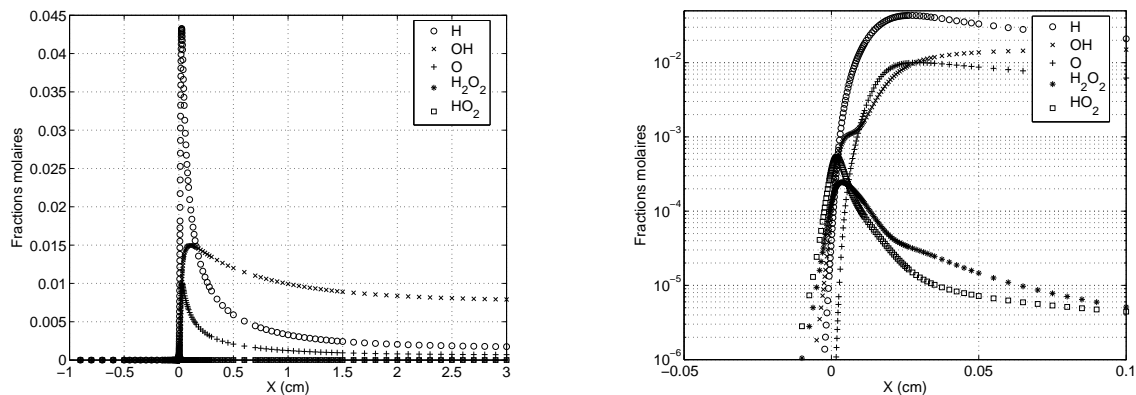 0.045
0.04
0.035
0.03
0.025
0.02
0.015
0.01
0.005
0
Fractions molaires
−1 −0.5 0 0.5 1 1.5 2 2.5 3
X (cm)
H
OH
O
H₂O₂
HO₂
10⁻²
10⁻³
10⁻⁴
10⁻⁵
10⁻⁶
Fractions molaires
−0.05 0 0.05 0.1
X (cm)
H
OH
O
H₂O₂
HO₂